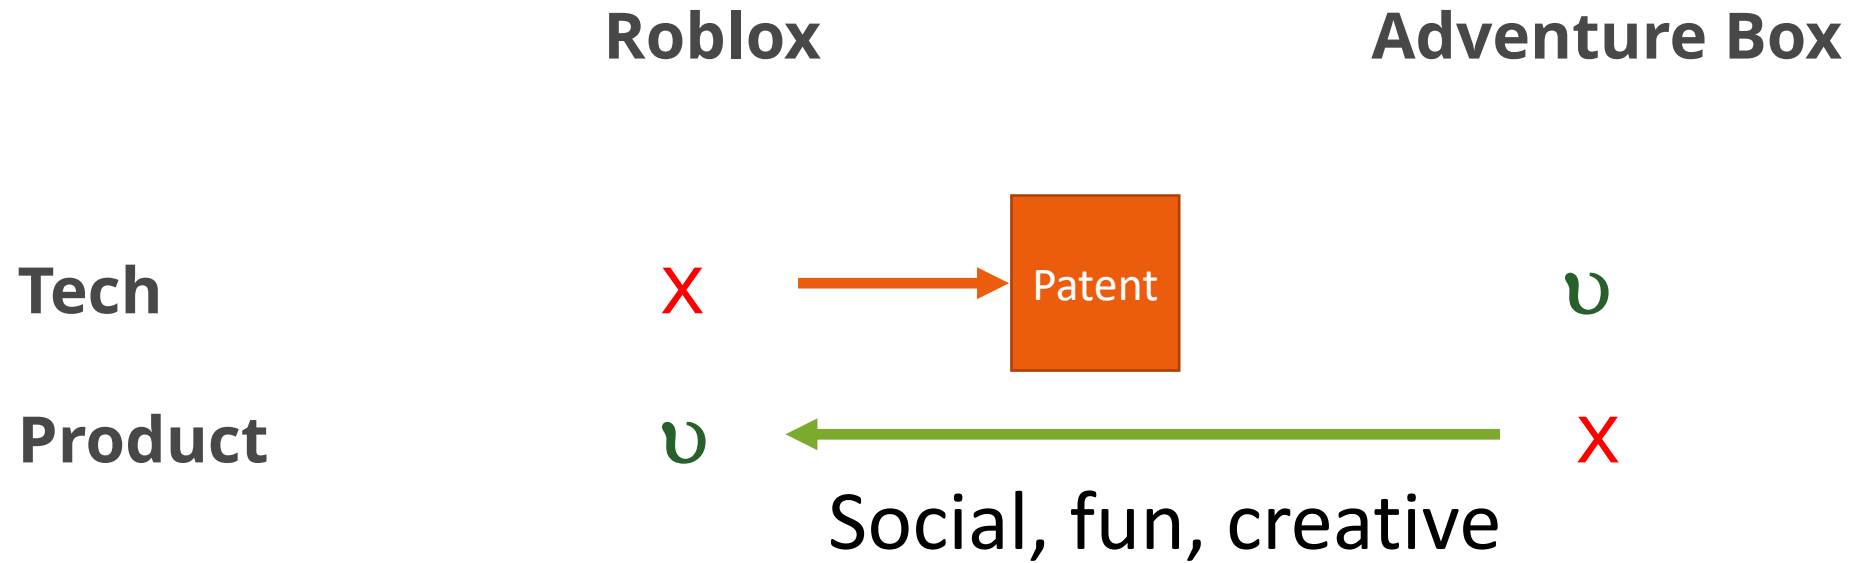 Roblox Adventure Box
Tech X Patent υ
Product υ X
Social, fun, creative